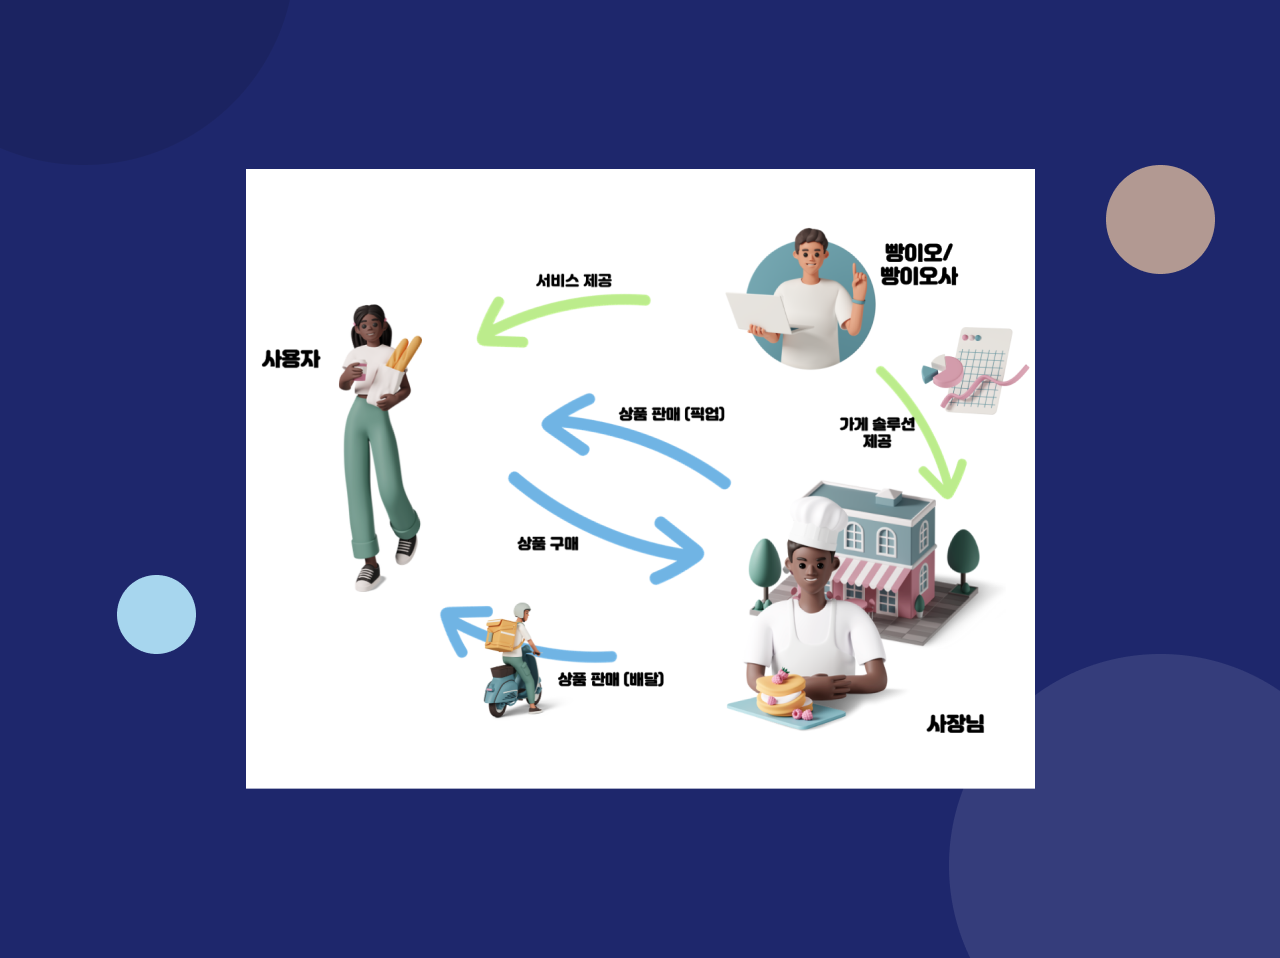 빵이오/
빵이오사
서비스 제공
사용자
상품 판매 (픽업)
가게 솔루션
제공
상품 구매
상품 판매 (배달)
사장님